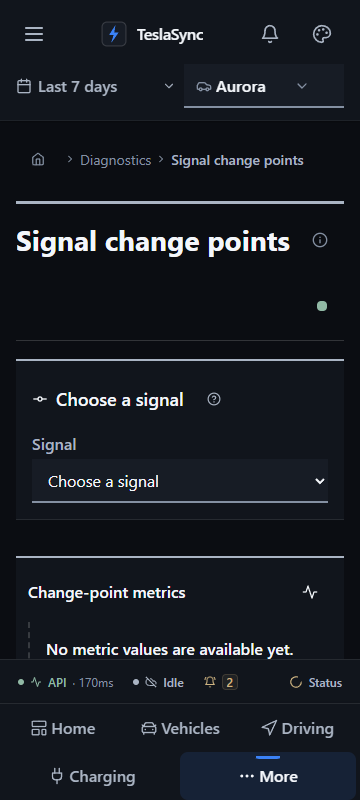 TeslaSync
Last 7 days
Aurora
Diagnostics
Signal change points
Signal change points
Choose a signal
Signal
Choose a signal
Change-point metrics
No metric values are available yet.
API · 170ms
Idle
2
Status
Home
Vehicles
Driving
Charging
More